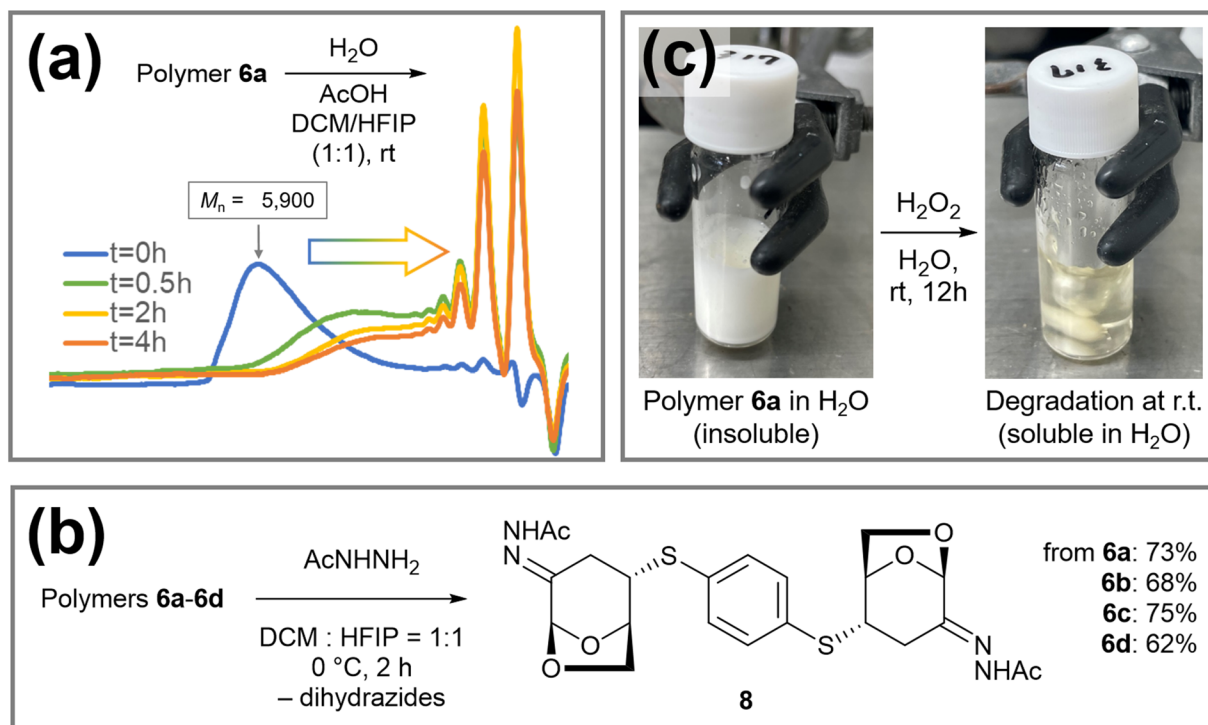 (a)
Polymer 6a
H₂O
AcOH
DCM/HFIP
(1:1), rt
Mn = 5,900
t=0h
t=0.5h
t=2h
t=4h
(c)
H₂O₂
H₂O,
rt, 12h
Polymer 6a in H₂O
(insoluble)
Degradation at r.t.
(soluble in H₂O)
(b)
Polymers 6a-6d
AcNHNH₂
DCM : HFIP = 1:1
0 °C, 2 h
– dihydrazides
NHAc
N
O
O
S
S
O
O
N
NHAc
8
from 6a: 73%
6b: 68%
6c: 75%
6d: 62%